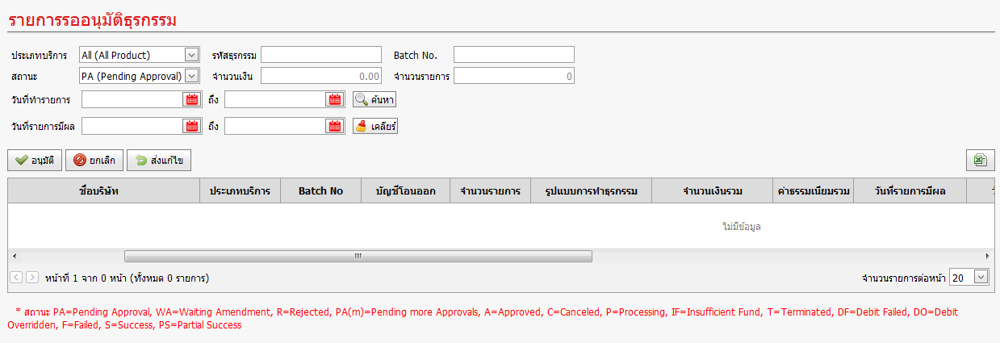 รายการรออนุมัติธุรกรรม
ประเภทบริการ All (All Product) รหัสธุรกรรม Batch No.
สถานะ PA (Pending Approval) จำนวนเงิน 0.00 จำนวนรายการ 0
วันที่ทำรายการ ถึง ค้นหา
วันที่รายการมีผล ถึง เคลียร์
อนุมัติ ยกเลิก ส่งแก้ไข
ชื่อบริษัท ประเภทบริการ Batch No บัญชีโอนออก จำนวนรายการ รูปแบบการทำธุรกรรม จำนวนเงินรวม ค่าธรรมเนียมรวม วันที่รายการมีผล
ไม่มีข้อมูล
หน้าที่ 1 จาก 0 หน้า (ทั้งหมด 0 รายการ) จำนวนรายการต่อหน้า 20
* สถานะ PA=Pending Approval, WA=Waiting Amendment, R=Rejected, PA(m)=Pending more Approvals, A=Approved, C=Canceled, P=Processing, IF=Insufficient Fund, T=Terminated, DF=Debit Failed, DO=Debit
Overridden, F=Failed, S=Success, PS=Partial Success